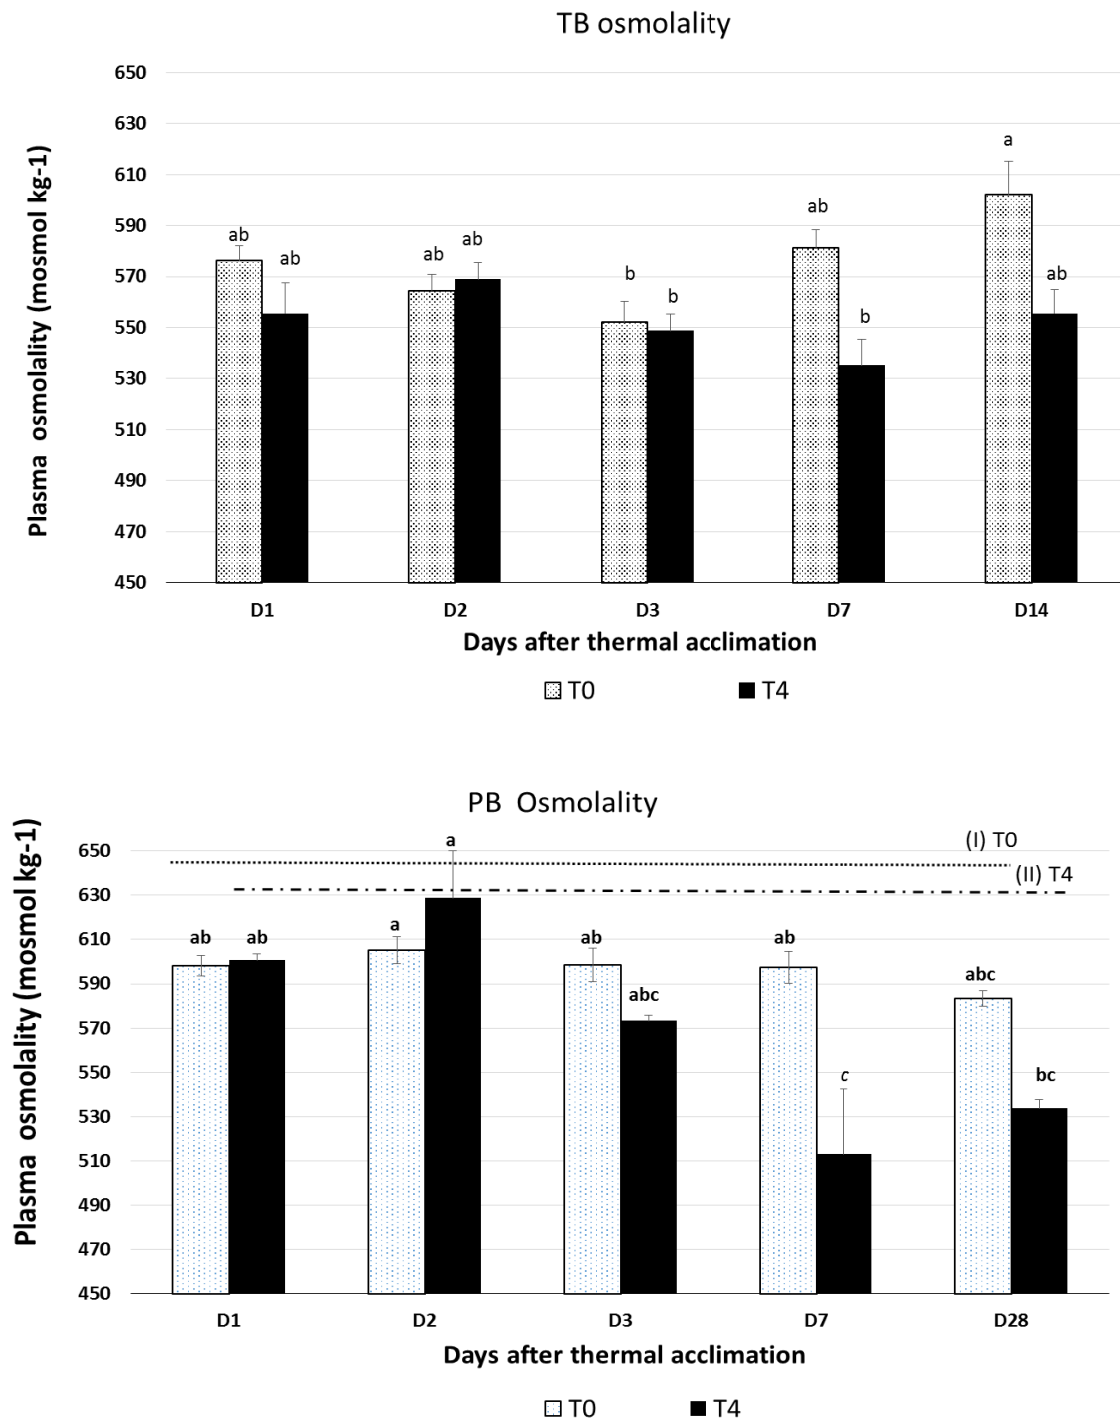 TB osmolality
Plasma osmolality (mosmol kg-1)
650
630
610
590
570
550
530
510
490
470
450
ab
ab
ab
ab
b
b
ab
b
a
ab
D1 D2 D3 D7 D14
Days after thermal acclimation
T0 T4
PB Osmolality
Plasma osmolality (mosmol kg-1)
650
630
610
590
570
550
530
510
490
470
450
(I) T0
(II) T4
ab
ab
a
a
ab
abc
ab
c
abc
bc
D1 D2 D3 D7 D28
Days after thermal acclimation
T0 T4